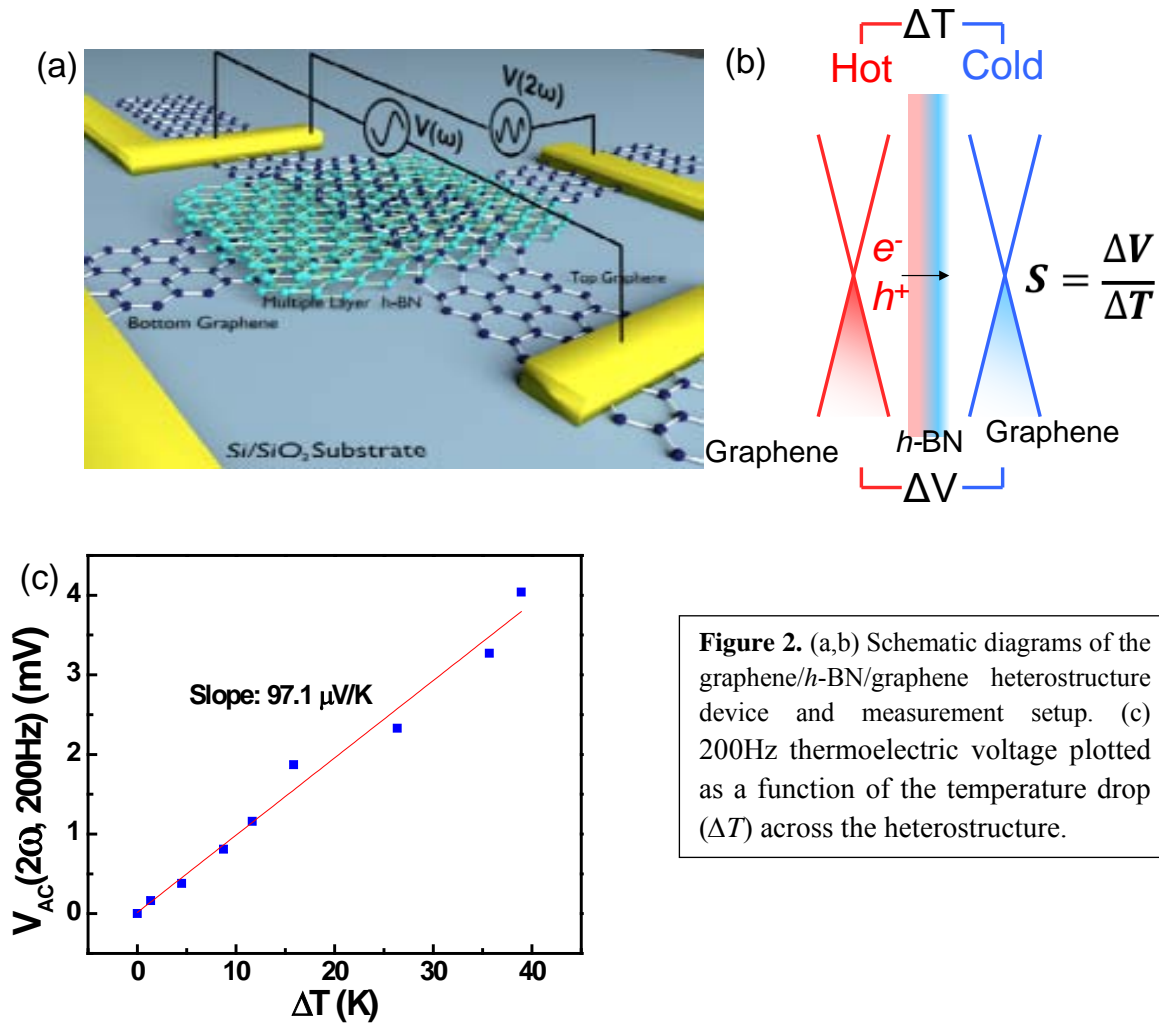 (a)
V(2ω)
V(ω)
Top Graphene
Multiple Layer h-BN
Bottom Graphene
Si/SiO₂ Substrate
(b)
ΔT
Hot Cold
e⁻
h⁺
S = ΔV/ΔT
Graphene h-BN Graphene
ΔV
(c)
V_AC(2ω, 200Hz) (mV)
4
3
2
1
0
Slope: 97.1 μV/K
0 10 20 30 40
ΔT (K)
Figure 2. (a,b) Schematic diagrams of the
graphene/h-BN/graphene heterostructure
device and measurement setup. (c)
200Hz thermoelectric voltage plotted
as a function of the temperature drop
(ΔT) across the heterostructure.